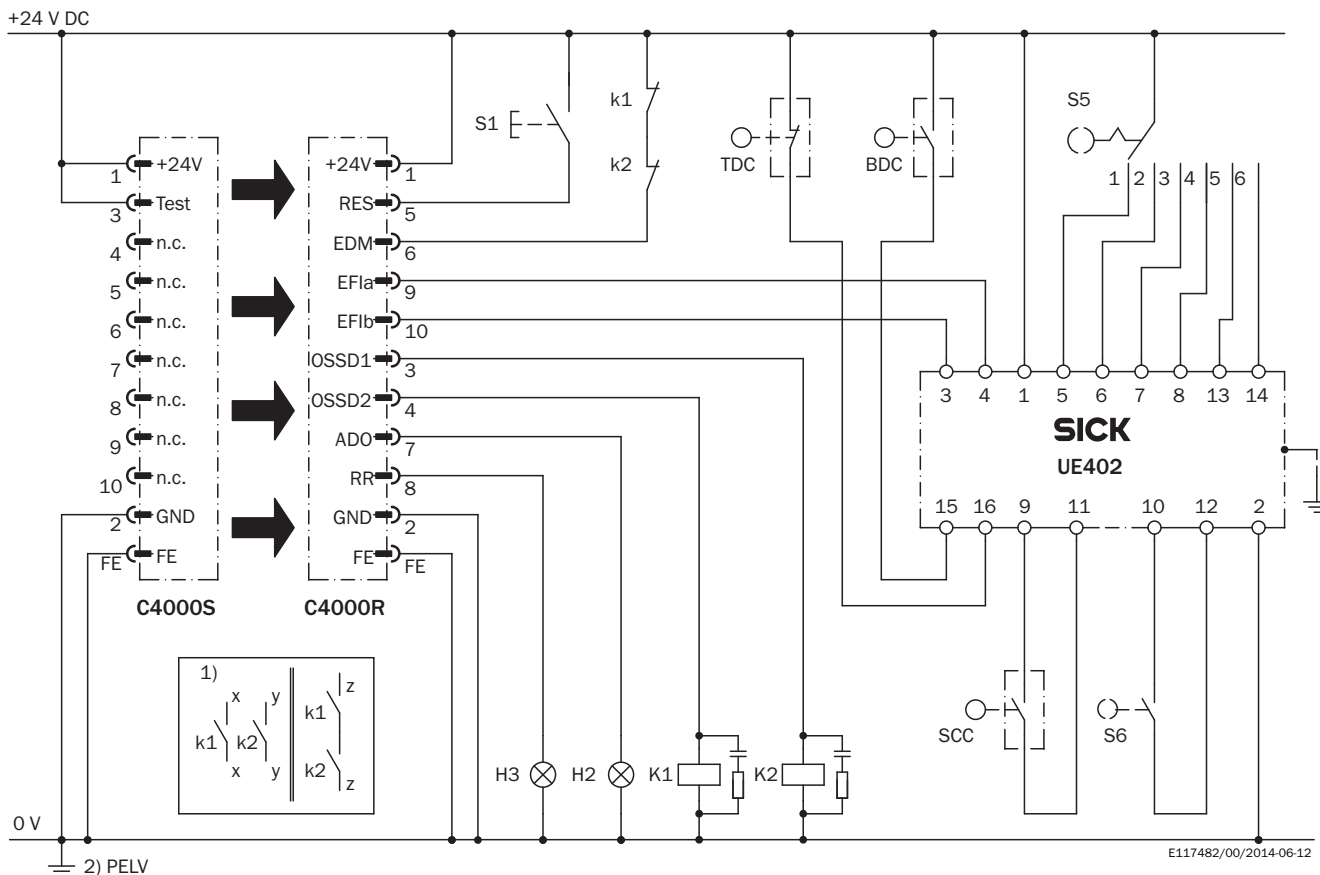 +24 V DC
S1
k1
k2
TDC
BDC
S5
1 2 3 4 5 6
1 +24V
3 Test
4 n.c.
5 n.c.
6 n.c.
7 n.c.
8 n.c.
9 n.c.
10 n.c.
2 GND
FE FE
C4000S
+24V 1
RES 5
EDM 6
EFIa 9
EFIb 10
OSSD1 3
OSSD2 4
ADO 7
RR 8
GND 2
FE FE
C4000R
3 4 1 5 6 7 8 13 14
SICK
UE402
15 16 9 11 10 12 2
SCC
S6
1)
x y z
k1 k2 k1
x y k2 z
H3 H2 K1 K2
0 V
2) PELV
E117482/00/2014-06-12